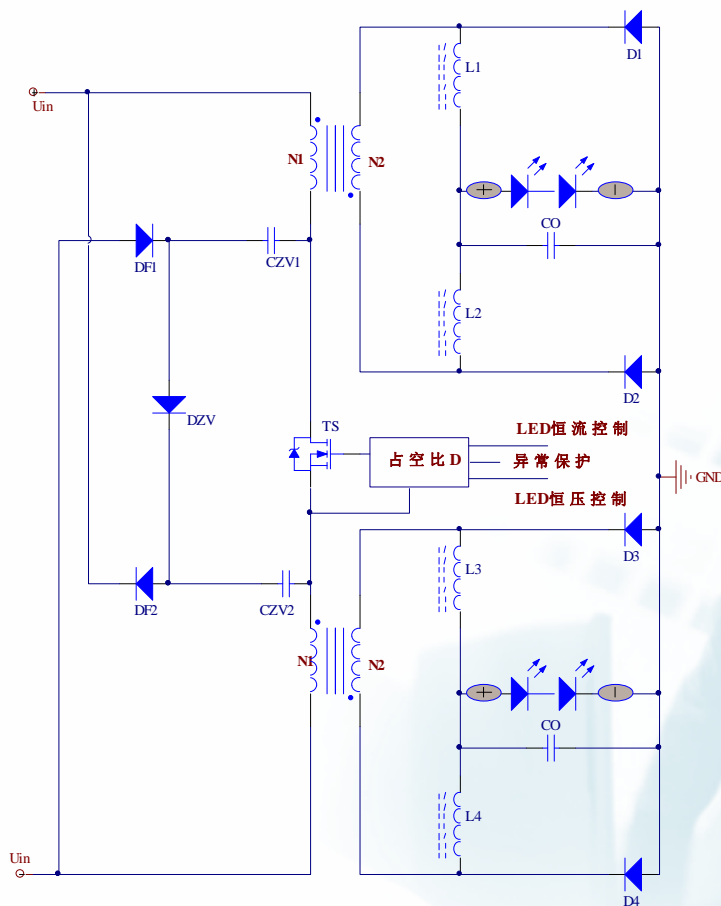 D1
L1
Uin
N1
N2
CO
CZV1
DF1
L2
D2
DZV
TS
占空比D
LED恒流控制
异常保护
LED恒压控制
GND
D3
L3
DF2
CZV2
N1
N2
CO
L4
Uin
D4